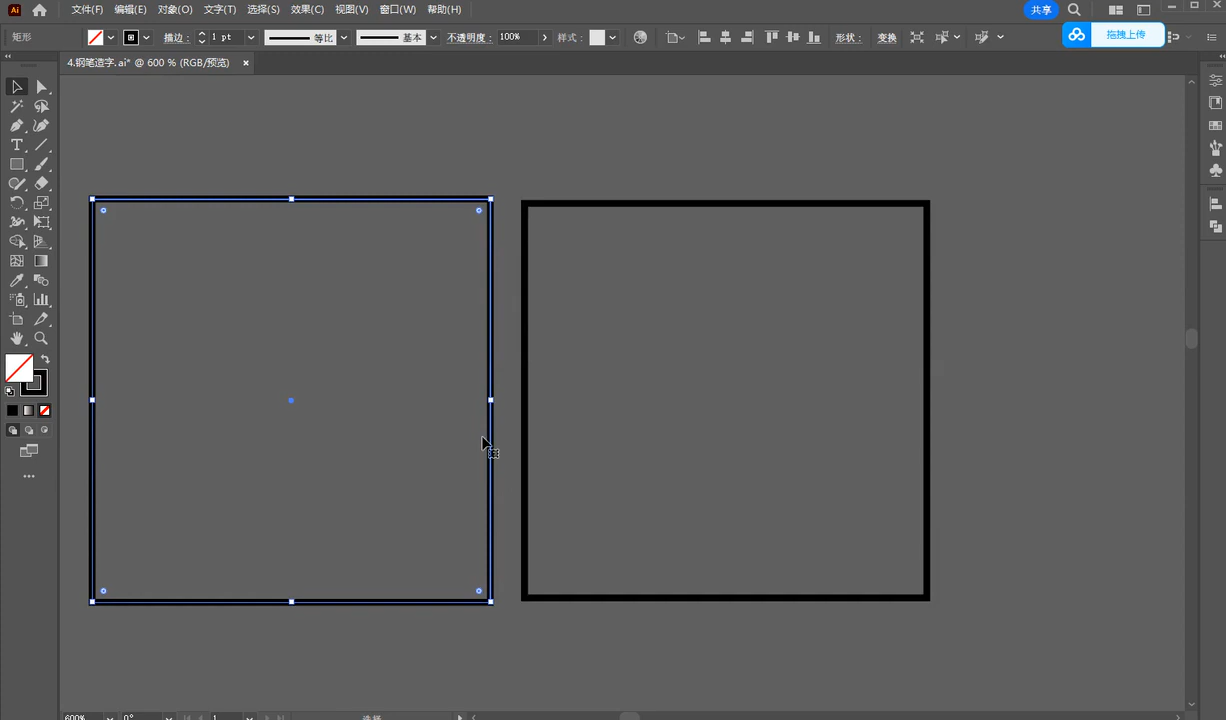 Ai 文件(F) 编辑(E) 对象(O) 文字(T) 选择(S) 效果(C) 视图(V) 窗口(W) 帮助(H) 共享
矩形 描边: 1 pt 等比 基本 不透明度: 100% 样式: 形状: 变换 拖拽上传
4.钢笔造字.ai* @ 600 % (RGB/预览) ×
600% 0° 1 选择